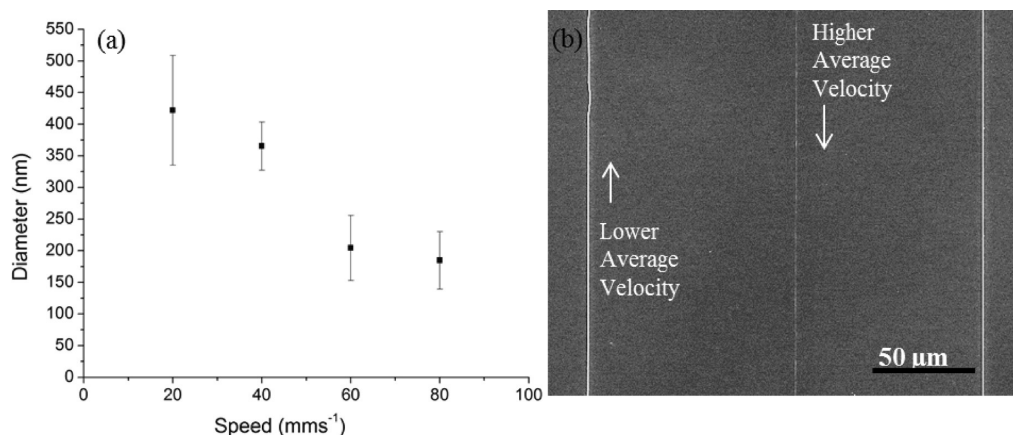 (a)
550
500
450
400
350
300
250
200
150
100
50
0
Diameter (nm)
0 20 40 60 80 100
Speed (mms⁻¹)
(b)
Higher
Average
Velocity
Lower
Average
Velocity
50 µm